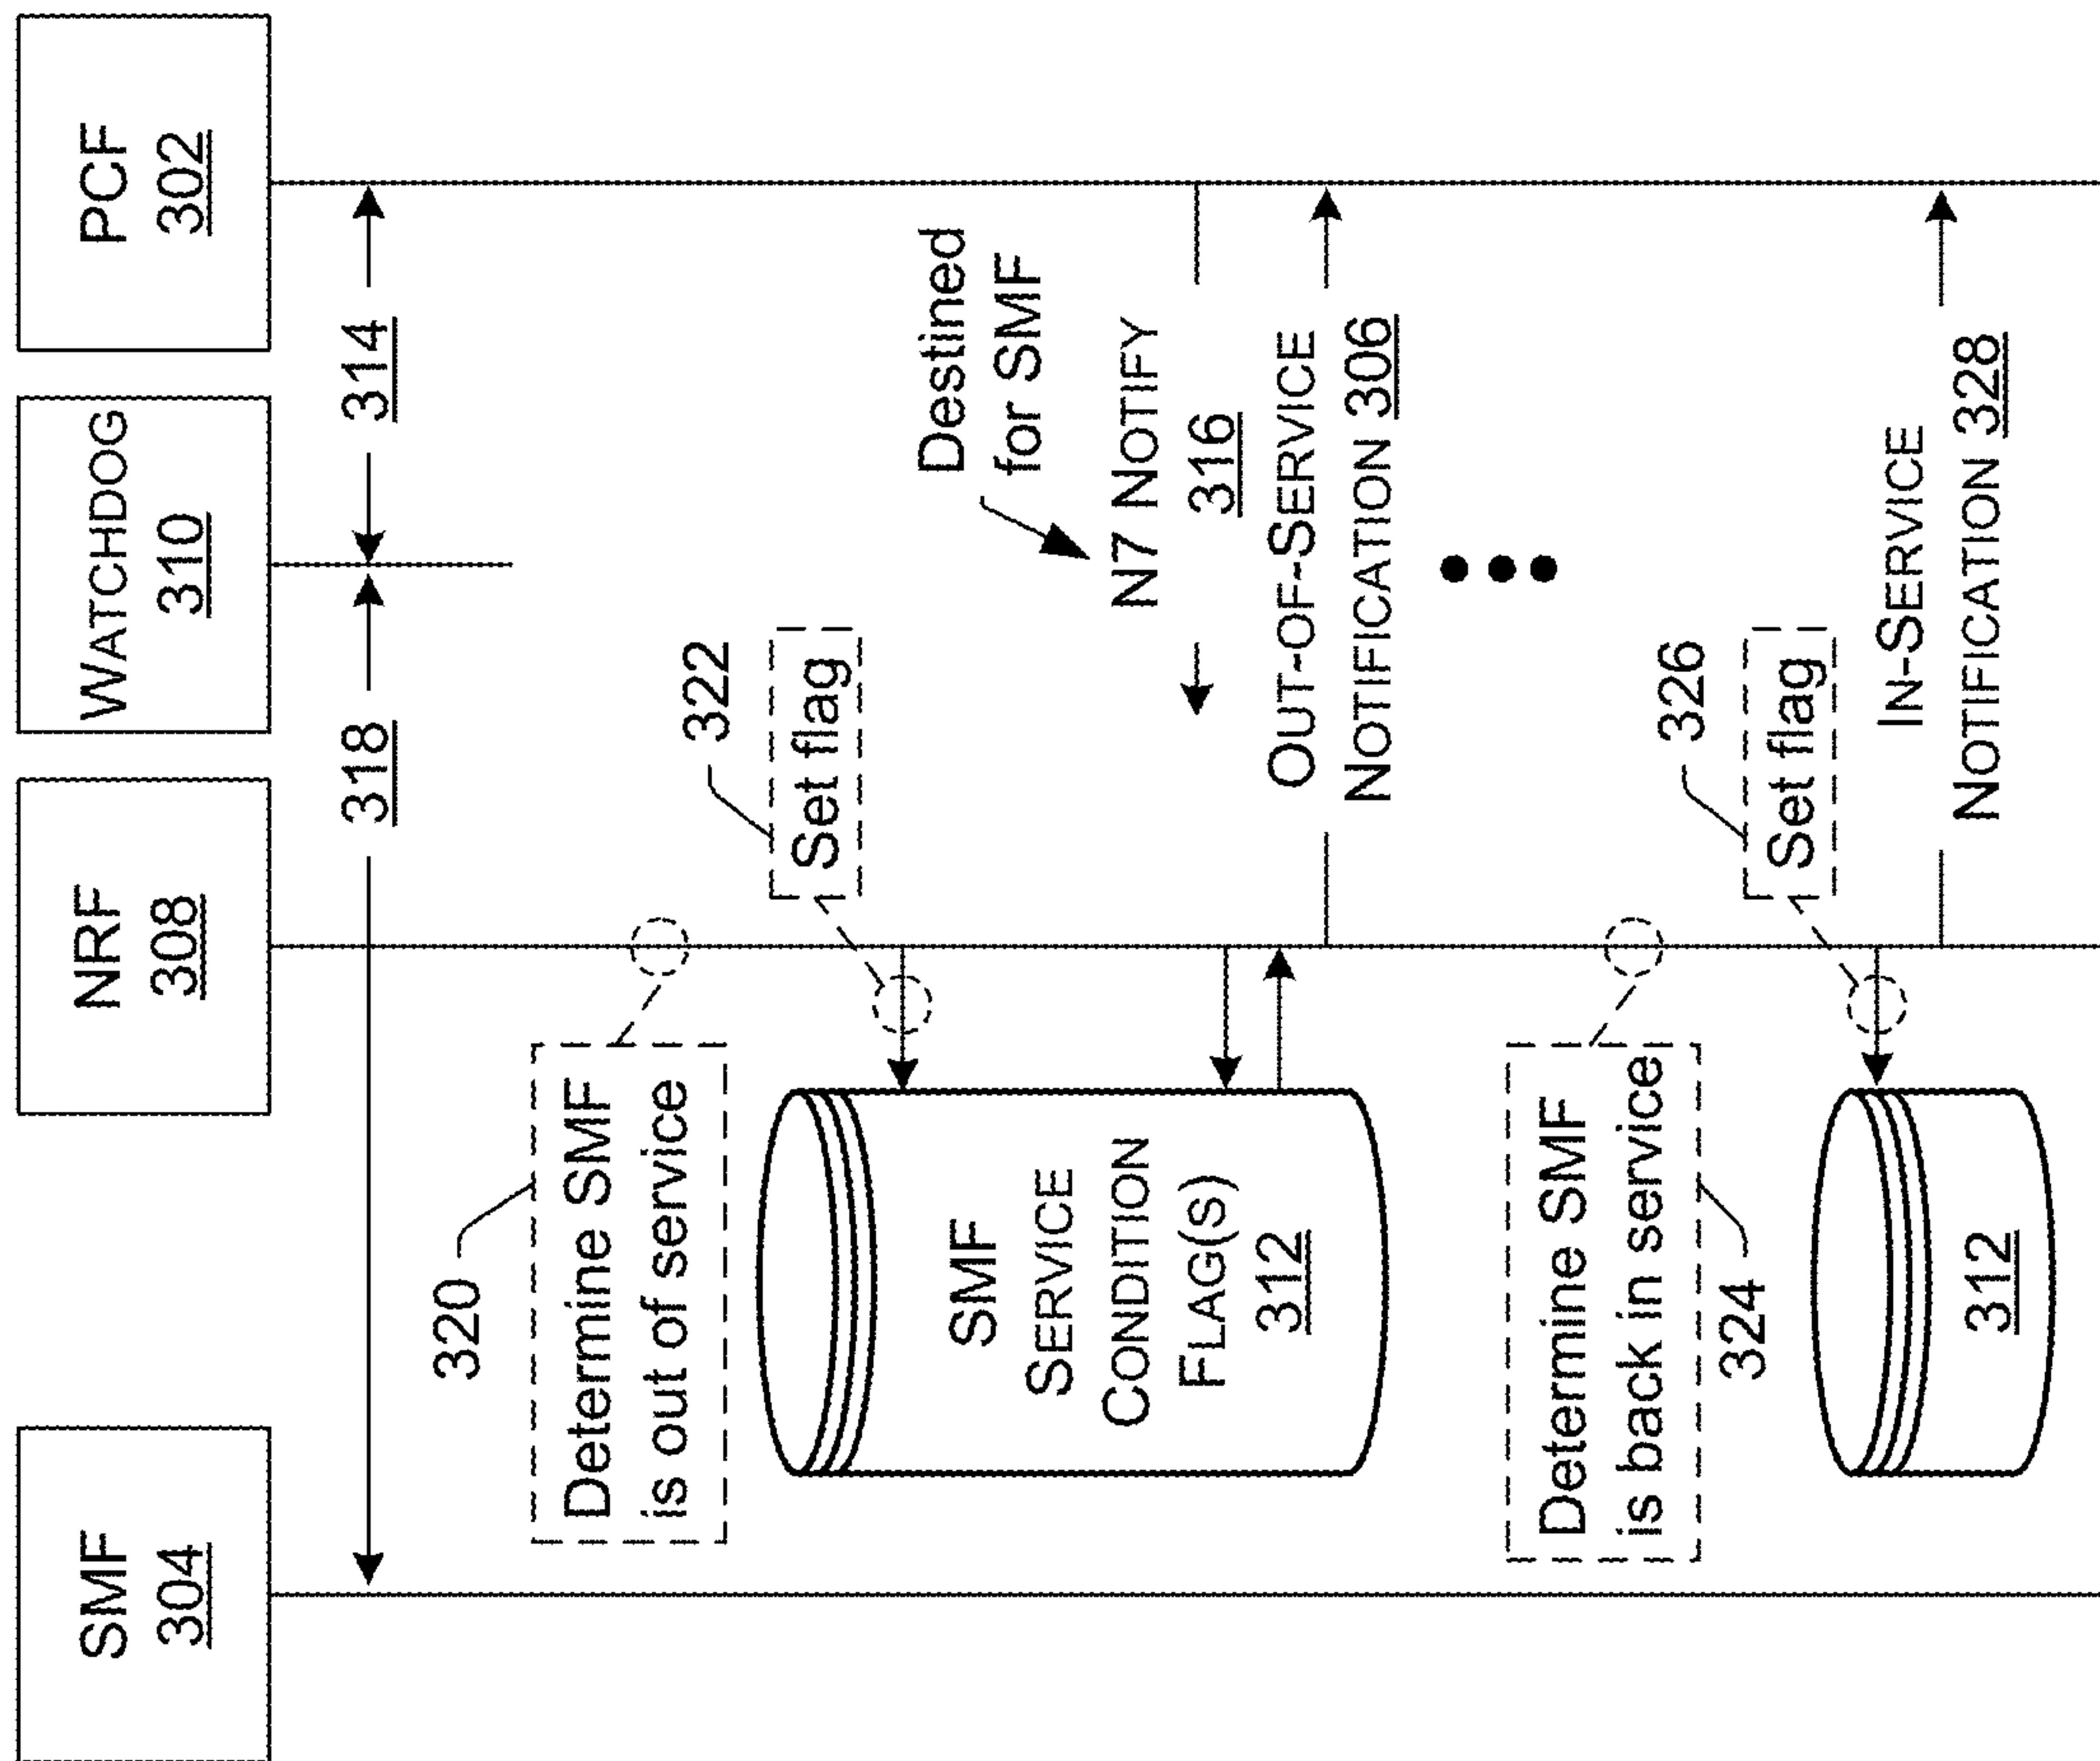 SMF
304
NRF
308
WATCHDOG
310
PCF
302
318
314
320
Determine SMF
is out of service
322
Set flag
SMF
SERVICE
CONDITION
FLAG(S)
312
Destined
for SMF
N7 NOTIFY
316
OUT-OF-SERVICE
NOTIFICATION 306
Determine SMF
is back in service
324
326
Set flag
312
IN-SERVICE
NOTIFICATION 328